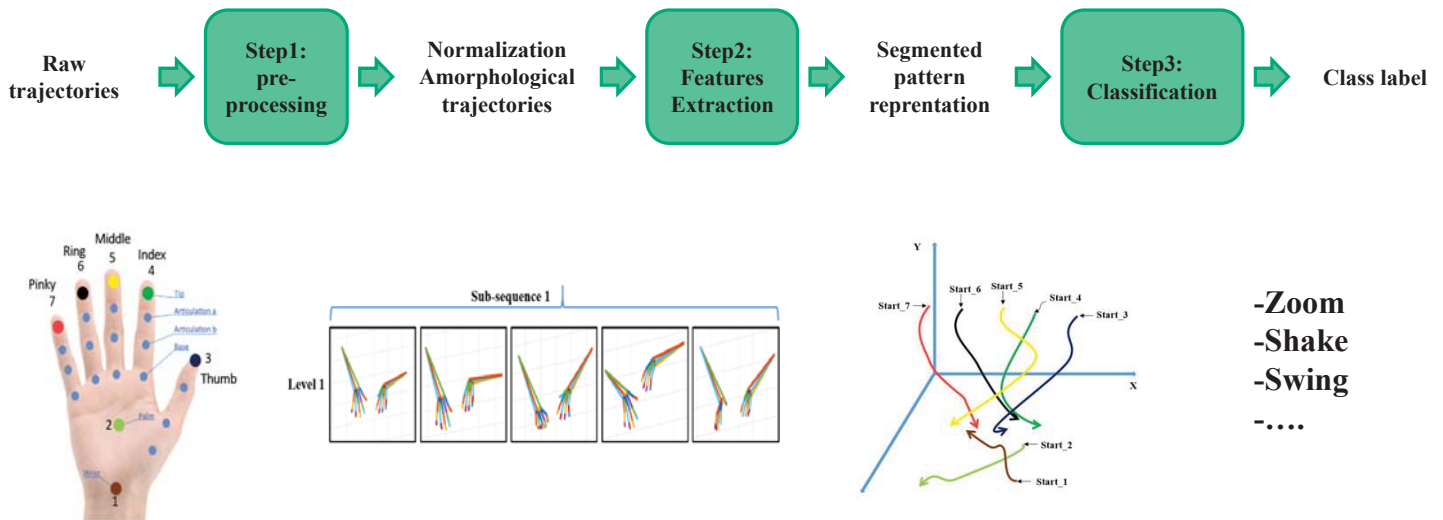 Raw
trajectories
Step1:
pre-
processing
Normalization
Amorphological
trajectories
Step2:
Features
Extraction
Segmented
pattern
reprentation
Step3:
Classification
Class label
Middle
5
Ring
6
Index
4
Pinky
7
Tip
Articulation a
Articulation b
Base
3
Thumb
2
Palm
Wrist
1
Sub-sequence 1
Level 1
Y
X
Start_7
Start_6
Start_5
Start_4
Start_3
Start_2
Start_1
-Zoom
-Shake
-Swing
-….